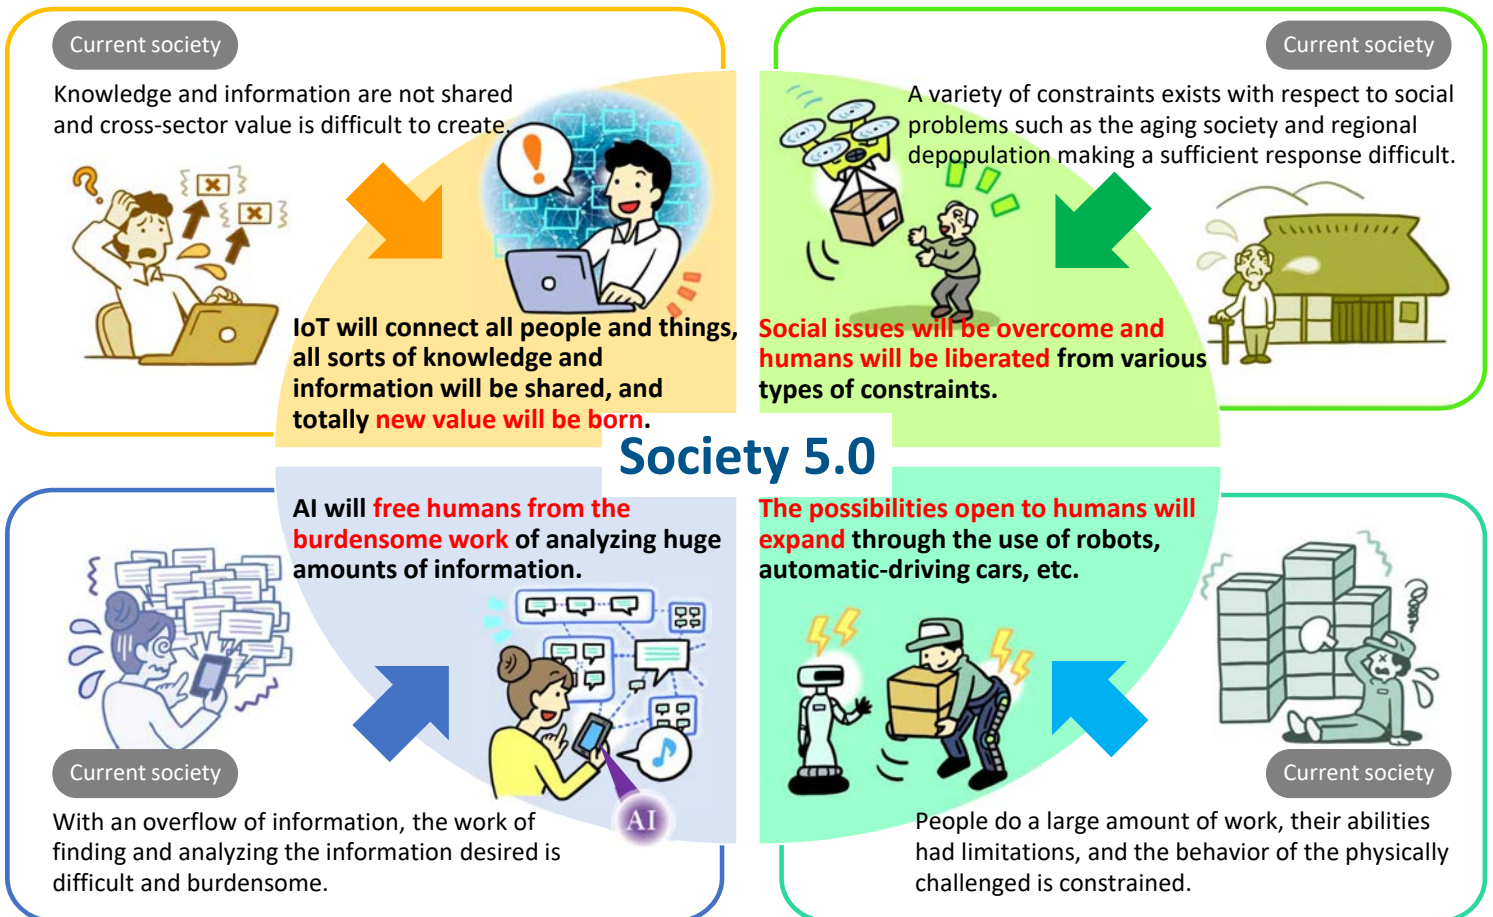 Current society
Knowledge and information are not shared
and cross-sector value is difficult to create.
IoT will connect all people and things,
all sorts of knowledge and
information will be shared, and
totally new value will be born.
Current society
A variety of constraints exists with respect to social
problems such as the aging society and regional
depopulation making a sufficient response difficult.
Social issues will be overcome and
humans will be liberated from various
types of constraints.
Society 5.0
AI will free humans from the
burdensome work of analyzing huge
amounts of information.
AI
Current society
With an overflow of information, the work of
finding and analyzing the information desired is
difficult and burdensome.
The possibilities open to humans will
expand through the use of robots,
automatic-driving cars, etc.
Current society
People do a large amount of work, their abilities
had limitations, and the behavior of the physically
challenged is constrained.